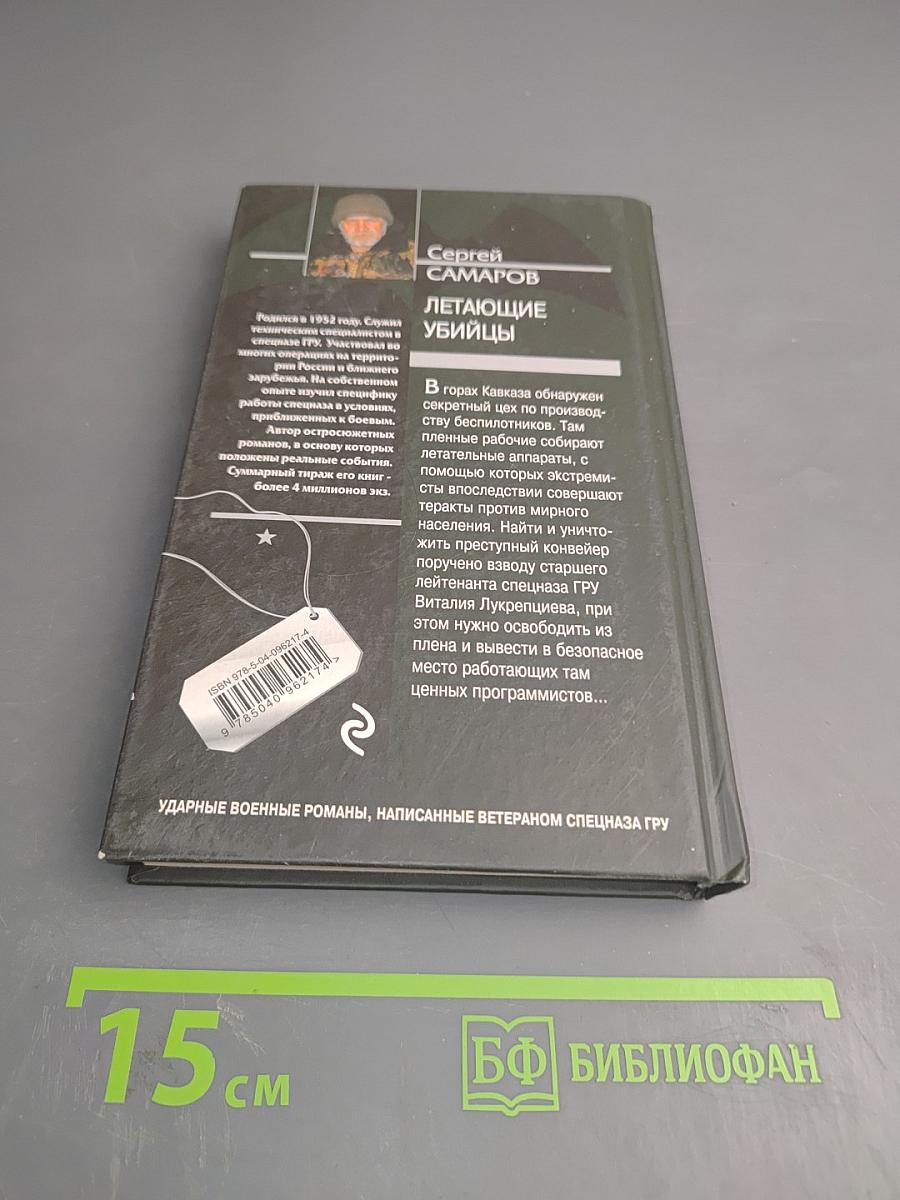 Сергей
САМАРОВ
ЛЕТАЮЩИЕ
УБИЙЦЫ
Родился в 1952 году. Служил
техническим специалистом в
спецназе ГРУ. Участвовал во
многих операциях на террито-
рии России и ближнего
зарубежья. На собственном
опыте изучил специфику
работы спецназа в условиях,
приближенных к боевым.
Автор остросюжетных
романов, в основу которых
положены реальные события.
Суммарный тираж его книг -
более 4 миллионов экз.
В горах Кавказа обнаружен
секретный цех по производ-
ству беспилотников. Там
пленные рабочие собирают
летательные аппараты, с
помощью которых экстреми-
сты впоследствии совершают
теракты против мирного
населения. Найти и уничто-
жить преступный конвейер
поручено взводу старшего
лейтенанта спецназа ГРУ
Виталия Лукрепциева, при
этом нужно освободить из
плена и вывести в безопасное
место работающих там
ценных программистов...
ISBN 978-5-04-096217-4
9 785040 962174 >
УДАРНЫЕ ВОЕННЫЕ РОМАНЫ, НАПИСАННЫЕ ВЕТЕРАНОМ СПЕЦНАЗА ГРУ
15 см
БФ БИБЛИОФАН